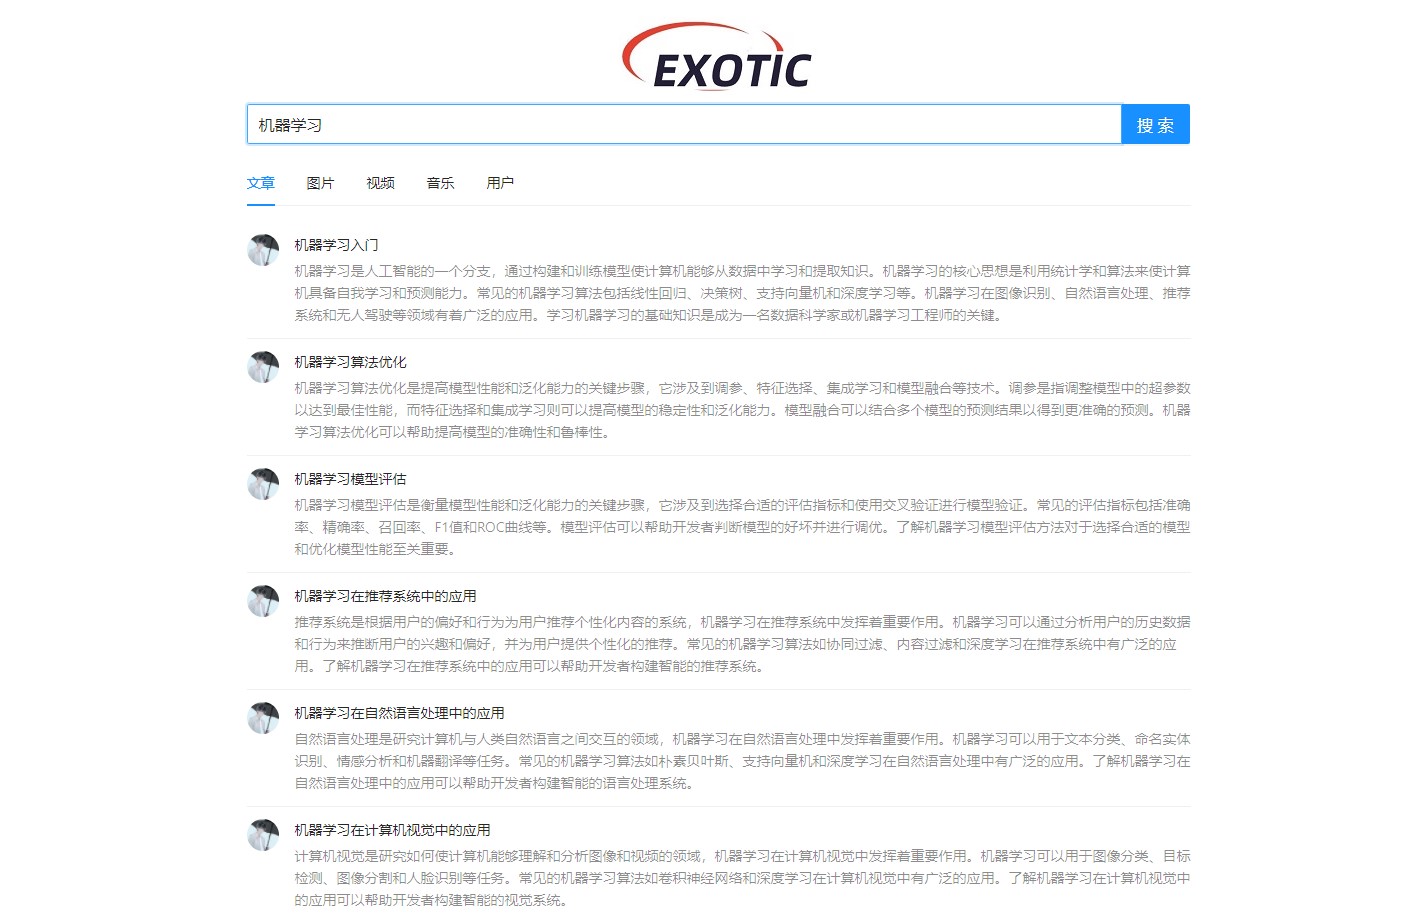 EXOTIC
机器学习
搜 索
文章 图片 视频 音乐 用户
机器学习入门
机器学习是人工智能的一个分支，通过构建和训练模型使计算机能够从数据中学习和提取知识。机器学习的核心思想是利用统计学和算法来使计算
机具备自我学习和预测能力。常见的机器学习算法包括线性回归、决策树、支持向量机和深度学习等。机器学习在图像识别、自然语言处理、推荐
系统和无人驾驶等领域有着广泛的应用。学习机器学习的基础知识是成为一名数据科学家或机器学习工程师的关键。
机器学习算法优化
机器学习算法优化是提高模型性能和泛化能力的关键步骤，它涉及到调参、特征选择、集成学习和模型融合等技术。调参是指调整模型中的超参数
以达到最佳性能，而特征选择和集成学习则可以提高模型的稳定性和泛化能力。模型融合可以结合多个模型的预测结果以得到更准确的预测。机器
学习算法优化可以帮助提高模型的准确性和鲁棒性。
机器学习模型评估
机器学习模型评估是衡量模型性能和泛化能力的关键步骤，它涉及到选择合适的评估指标和使用交叉验证进行模型验证。常见的评估指标包括准确
率、精确率、召回率、F1值和ROC曲线等。模型评估可以帮助开发者判断模型的好坏并进行调优。了解机器学习模型评估方法对于选择合适的模型
和优化模型性能至关重要。
机器学习在推荐系统中的应用
推荐系统是根据用户的偏好和行为为用户推荐个性化内容的系统，机器学习在推荐系统中发挥着重要作用。机器学习可以通过分析用户的历史数据
和行为来推断用户的兴趣和偏好，并为用户提供个性化的推荐。常见的机器学习算法如协同过滤、内容过滤和深度学习在推荐系统中有广泛的应
用。了解机器学习在推荐系统中的应用可以帮助开发者构建智能的推荐系统。
机器学习在自然语言处理中的应用
自然语言处理是研究计算机与人类自然语言之间交互的领域，机器学习在自然语言处理中发挥着重要作用。机器学习可以用于文本分类、命名实体
识别、情感分析和机器翻译等任务。常见的机器学习算法如朴素贝叶斯、支持向量机和深度学习在自然语言处理中有广泛的应用。了解机器学习在
自然语言处理中的应用可以帮助开发者构建智能的语言处理系统。
机器学习在计算机视觉中的应用
计算机视觉是研究如何使计算机能够理解和分析图像和视频的领域，机器学习在计算机视觉中发挥着重要作用。机器学习可以用于图像分类、目标
检测、图像分割和人脸识别等任务。常见的机器学习算法如卷积神经网络和深度学习在计算机视觉中有广泛的应用。了解机器学习在计算机视觉中
的应用可以帮助开发者构建智能的视觉系统。